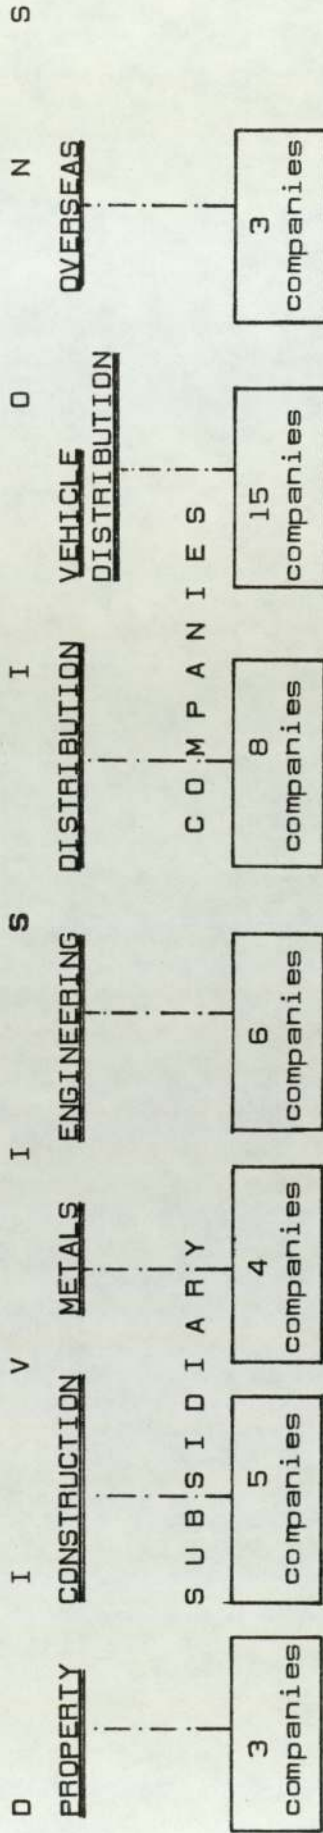 D I V I S I O N S
PROPERTY CONSTRUCTION METALS ENGINEERING DISTRIBUTION VEHICLE OVERSEAS
DISTRIBUTION
S U B S I D I A R Y C O M P A N I E S
3 5 4 6 8 15 3
companies companies companies companies companies companies companies